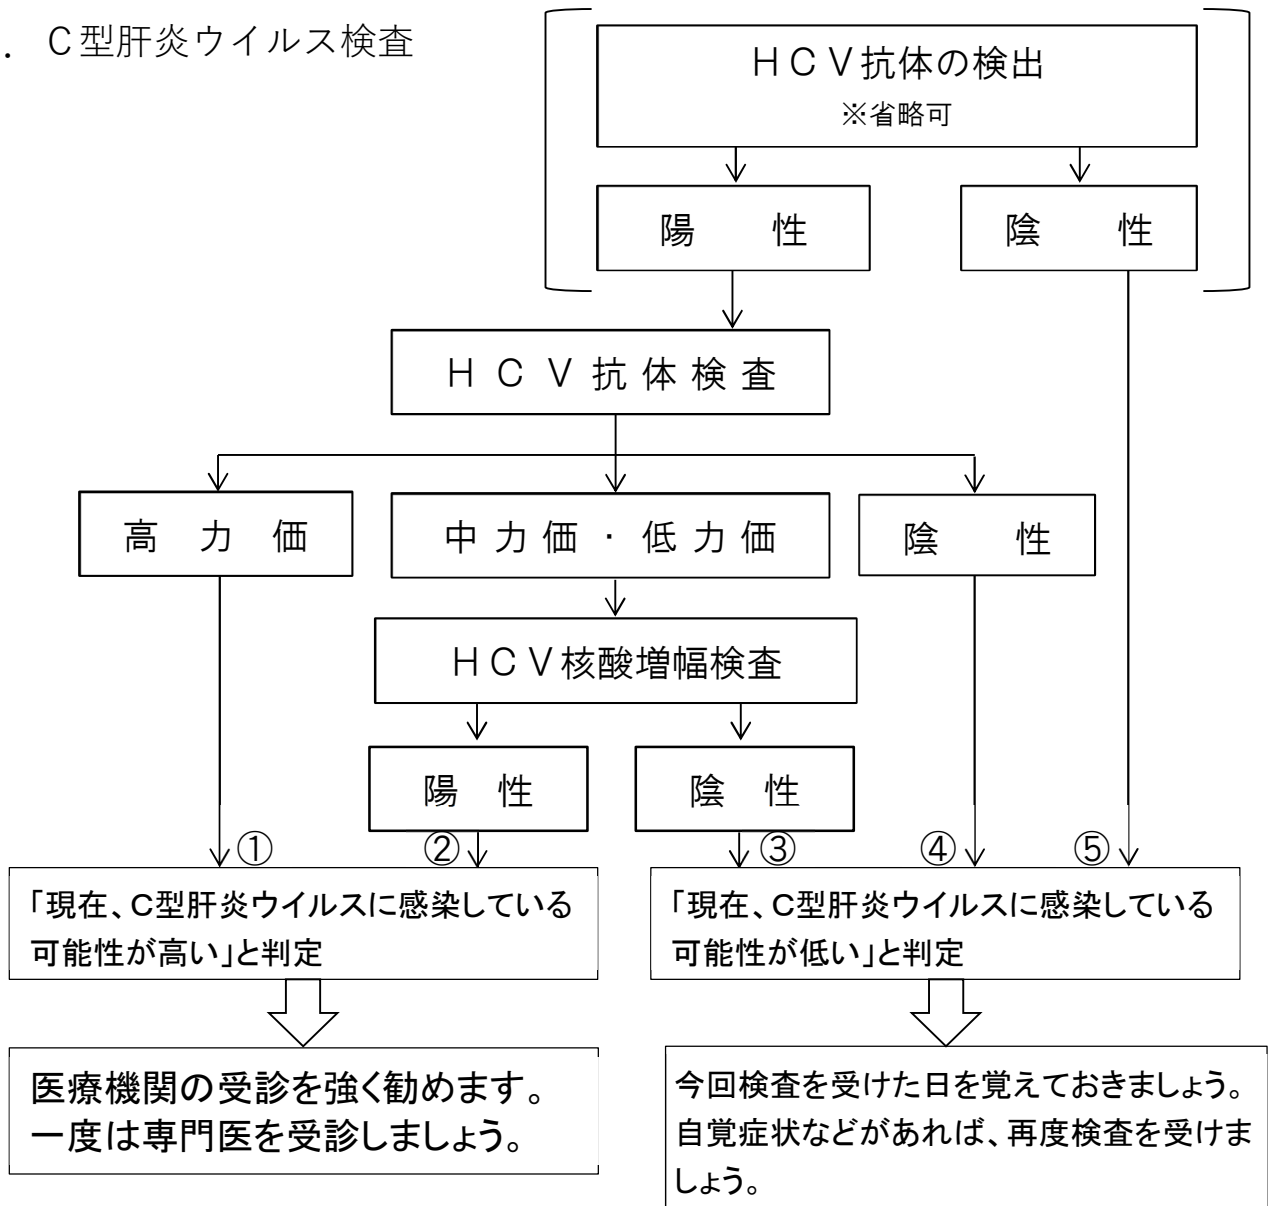 . C型肝炎ウイルス検査
HCV抗体の検出
※省略可
陽 性
陰 性
HCV抗体検査
高力価
中力価・低力価
陰 性
HCV核酸増幅検査
陽 性
陰 性
①
②
③
④
⑤
「現在、C型肝炎ウイルスに感染している
可能性が高い」と判定
「現在、C型肝炎ウイルスに感染している
可能性が低い」と判定
医療機関の受診を強く勧めます。
一度は専門医を受診しましょう。
今回検査を受けた日を覚えておきましょう。
自覚症状などがあれば、再度検査を受けま
しょう。